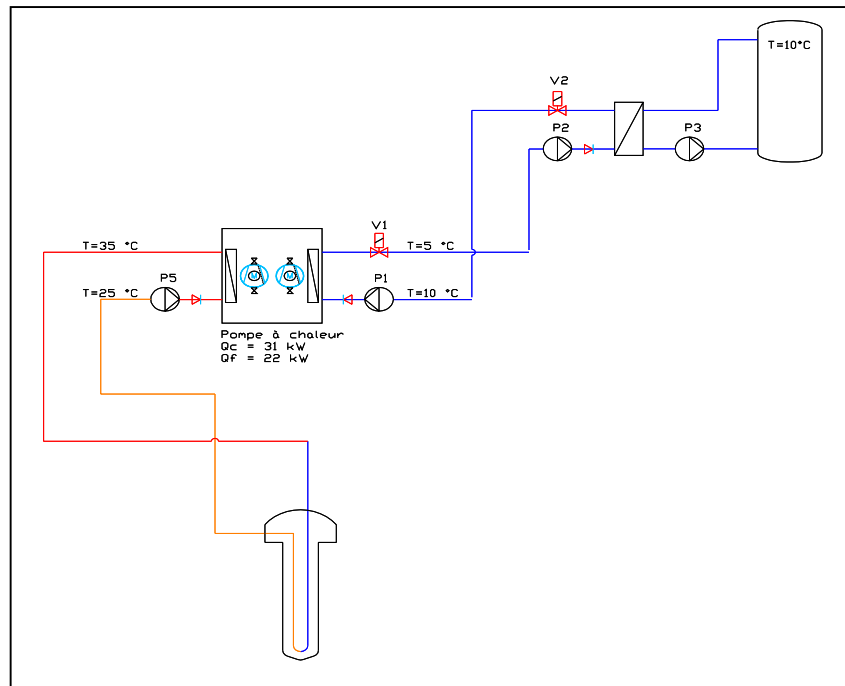 T=10°C
V2
P2
P3
V1
T=35 °C
T=5 °C
M
M
P5
P1
T=25 °C
T=10 °C
Pompe à chaleur
Qc = 31 kW
Qf = 22 kW